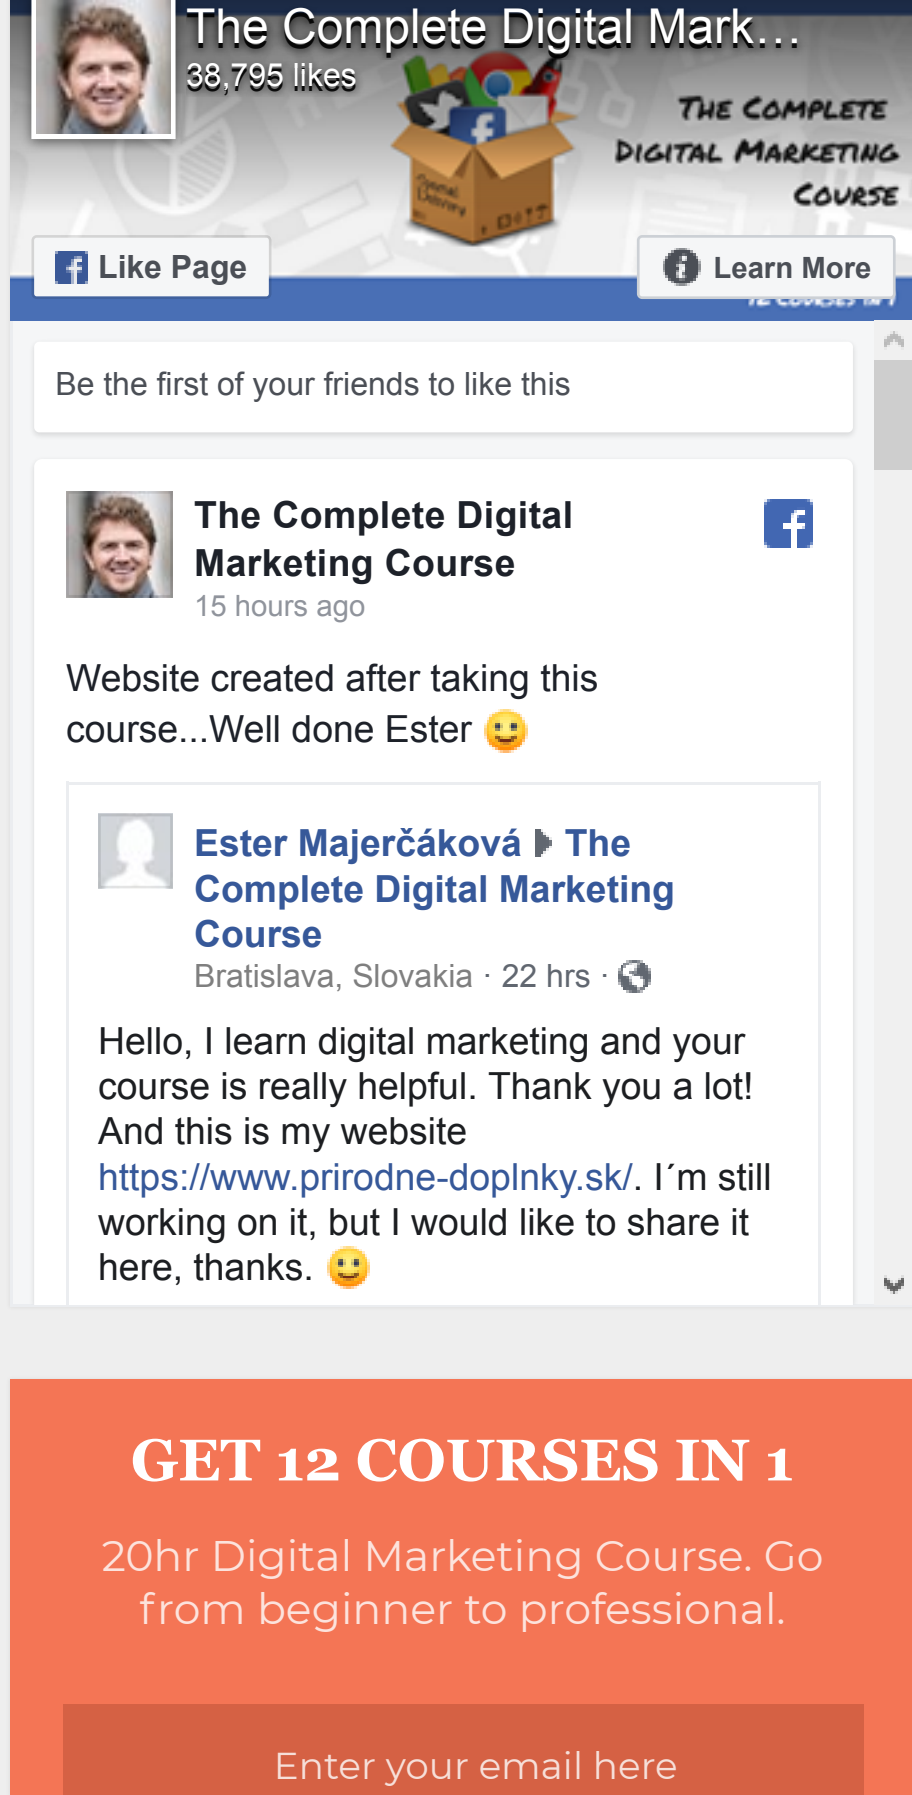 The Complete Digital Mark...
38,795 likes
THE COMPLETE
DIGITAL MARKETING
COURSE
Like Page
Learn More
12 COURSES IN 1
Be the first of your friends to like this
The Complete Digital
Marketing Course
15 hours ago
Website created after taking this
course...Well done Ester 🙂
Ester Majerčáková ▶ The
Complete Digital Marketing
Course
Bratislava, Slovakia · 22 hrs ·
Hello, I learn digital marketing and your
course is really helpful. Thank you a lot!
And this is my website
https://www.prirodne-doplnky.sk/. I´m still
working on it, but I would like to share it
here, thanks. 🙂
GET 12 COURSES IN 1
20hr Digital Marketing Course. Go
from beginner to professional.
Enter your email here